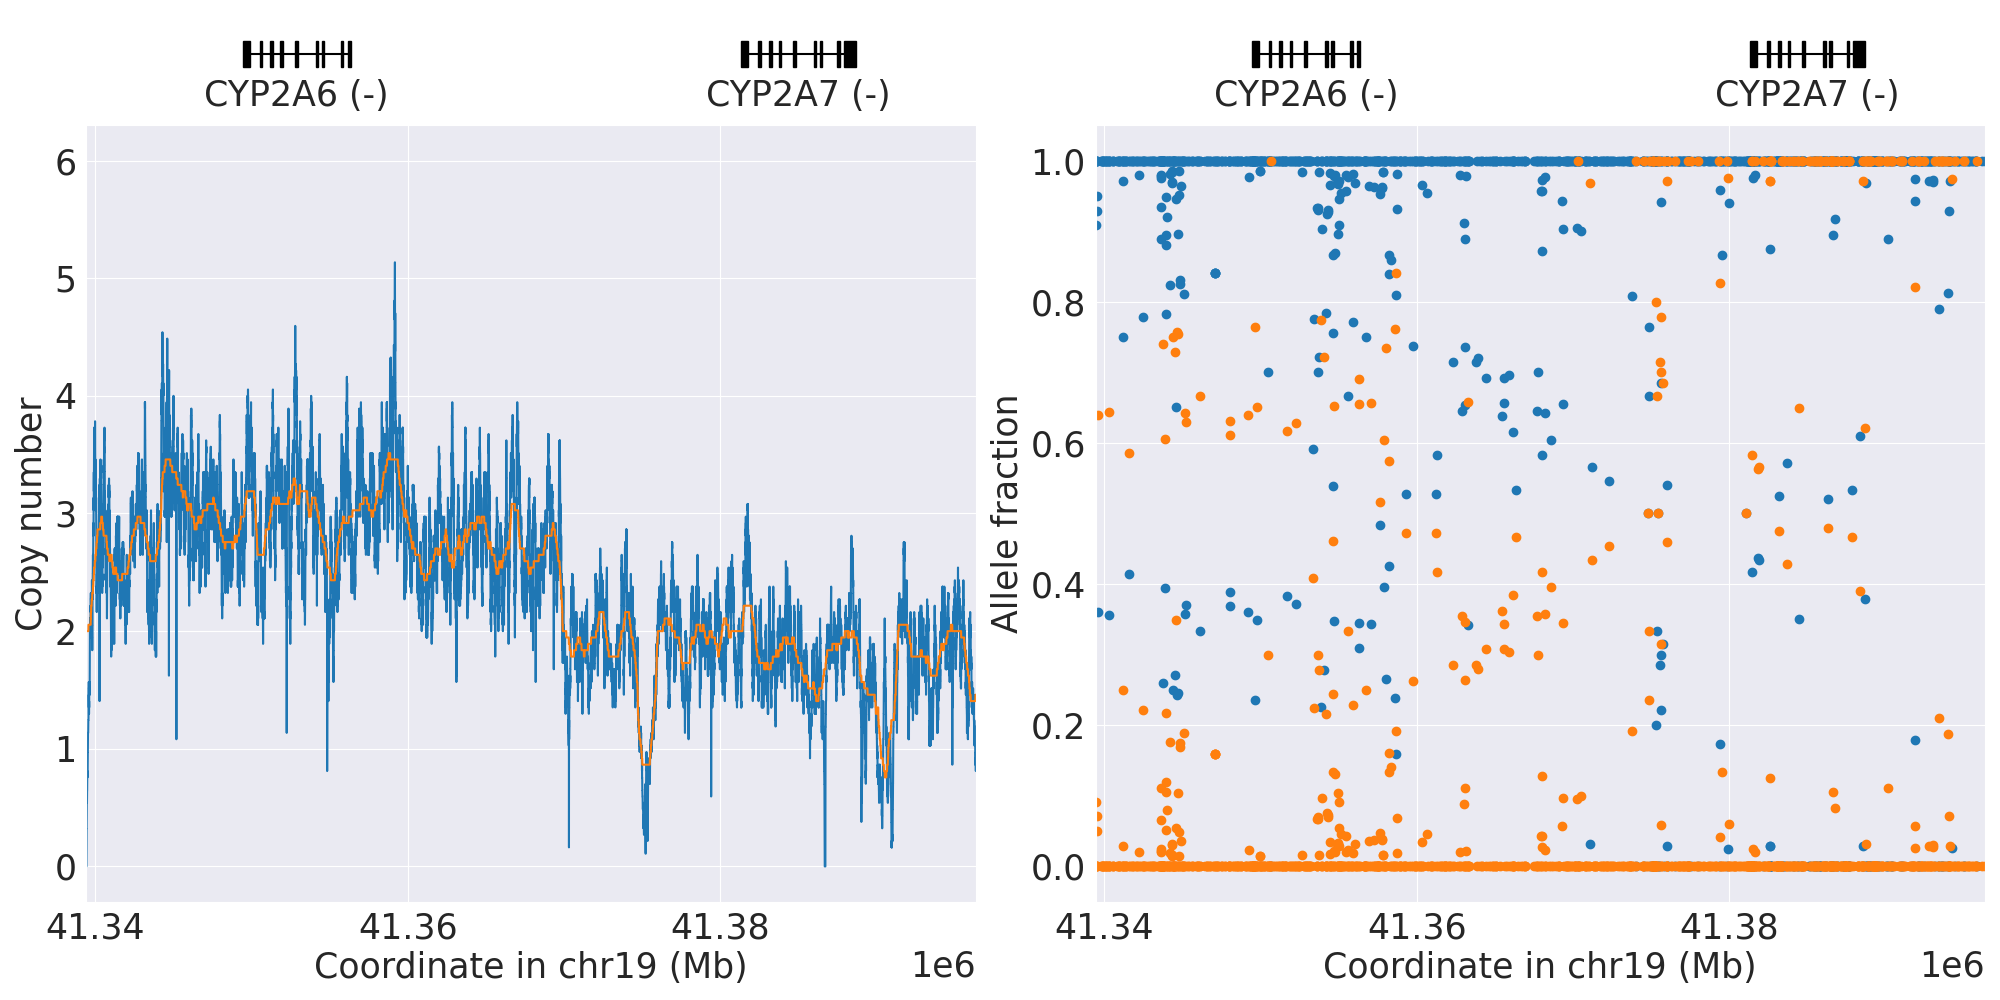 CYP2A6 (-)
CYP2A7 (-)
Copy number
6
5
4
3
2
1
0
41.34
41.36
41.38
Coordinate in chr19 (Mb)
1e6
CYP2A6 (-)
CYP2A7 (-)
Allele fraction
1.0
0.8
0.6
0.4
0.2
0.0
41.34
41.36
41.38
Coordinate in chr19 (Mb)
1e6